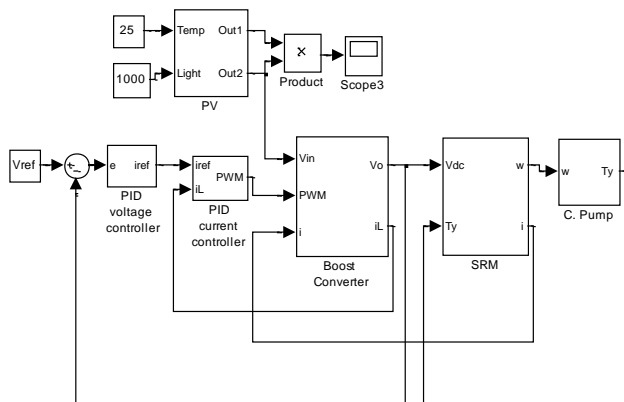 25
1000
Temp
Light
Out1
Out2
PV
Product
Scope3
Vref
e
iref
PID
voltage
controller
iref
iL
PWM
PID
current
controller
Vin
PWM
i
Vo
iL
Boost
Converter
Vdc
Ty
w
i
SRM
w
Ty
C. Pump